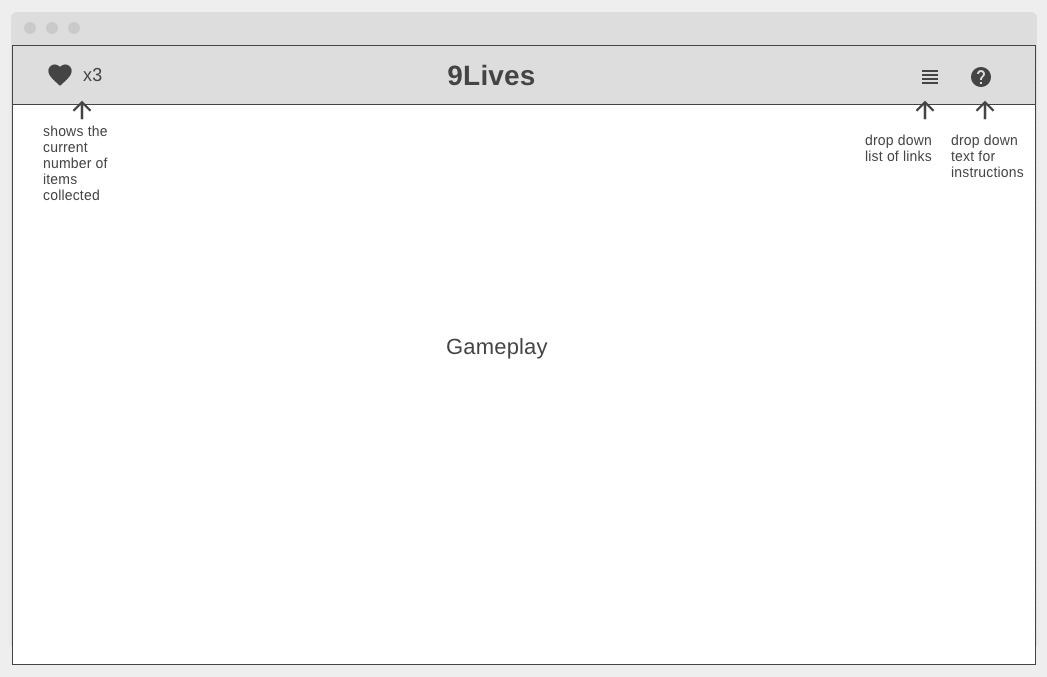 x3
9Lives
shows the
current
number of
items
collected
drop down
list of links
drop down
text for
instructions
Gameplay